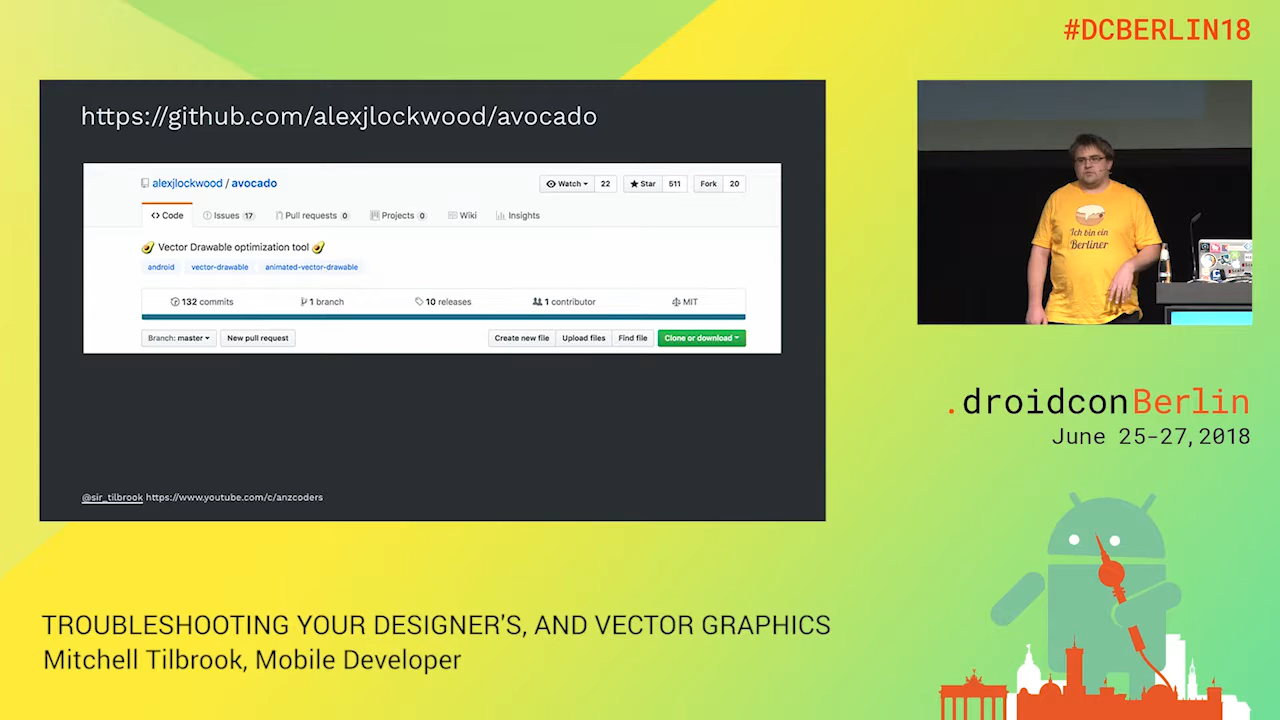 #DCBERLIN18
https://github.com/alexjlockwood/avocado
alexjlockwood / avocado
Watch 22 Star 511 Fork 20
Code Issues 17 Pull requests 0 Projects 0 Wiki Insights
🥑 Vector Drawable optimization tool 🥑
android vector-drawable animated-vector-drawable
132 commits 1 branch 10 releases 1 contributor MIT
Branch: master New pull request Create new file Upload files Find file Clone or download
@sir_tilbrook https://www.youtube.com/c/anzcoders
Ich bin ein
Berliner
.droidconBerlin
June 25-27, 2018
TROUBLESHOOTING YOUR DESIGNER'S, AND VECTOR GRAPHICS
Mitchell Tilbrook, Mobile Developer